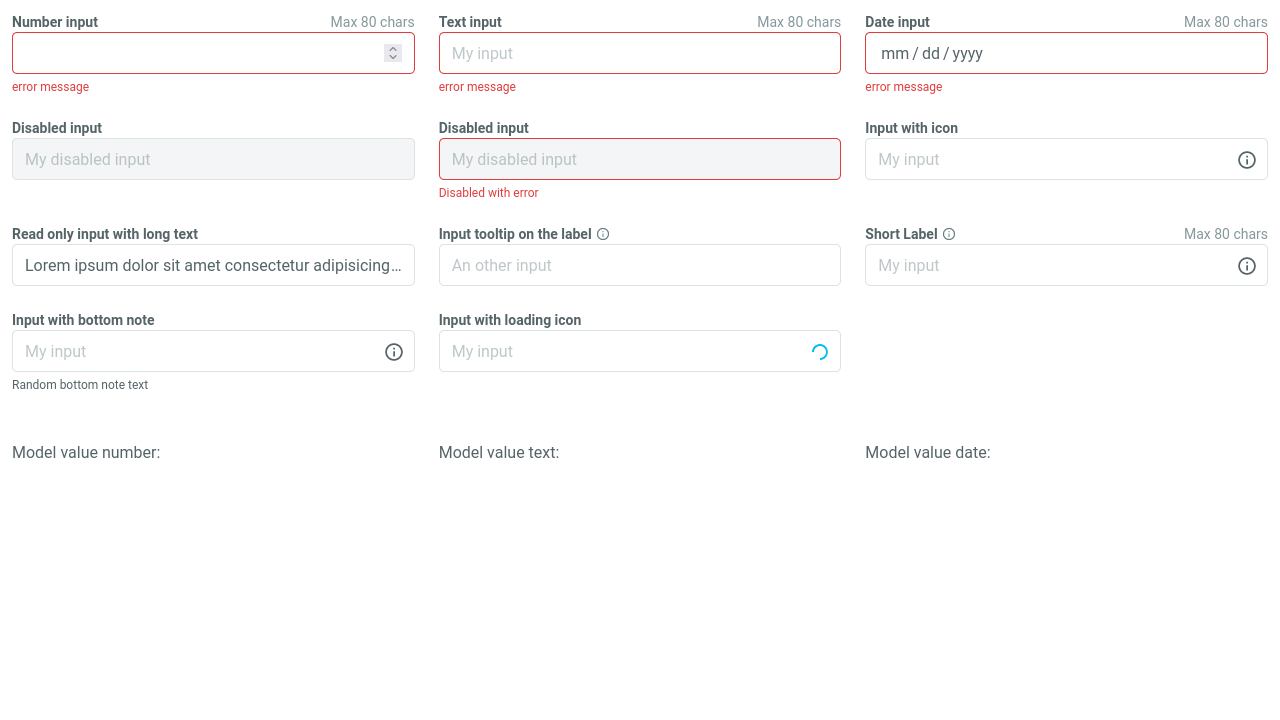 Number input Max 80 chars
Text input Max 80 chars
Date input Max 80 chars
My input
mm / dd / yyyy
error message
error message
error message
Disabled input
Disabled input
Input with icon
My disabled input
My disabled input
My input
Disabled with error
Read only input with long text
Input tooltip on the label
Short Label Max 80 chars
Lorem ipsum dolor sit amet consectetur adipisicing...
An other input
My input
Input with bottom note
Input with loading icon
My input
My input
Random bottom note text
Model value number:
Model value text:
Model value date: